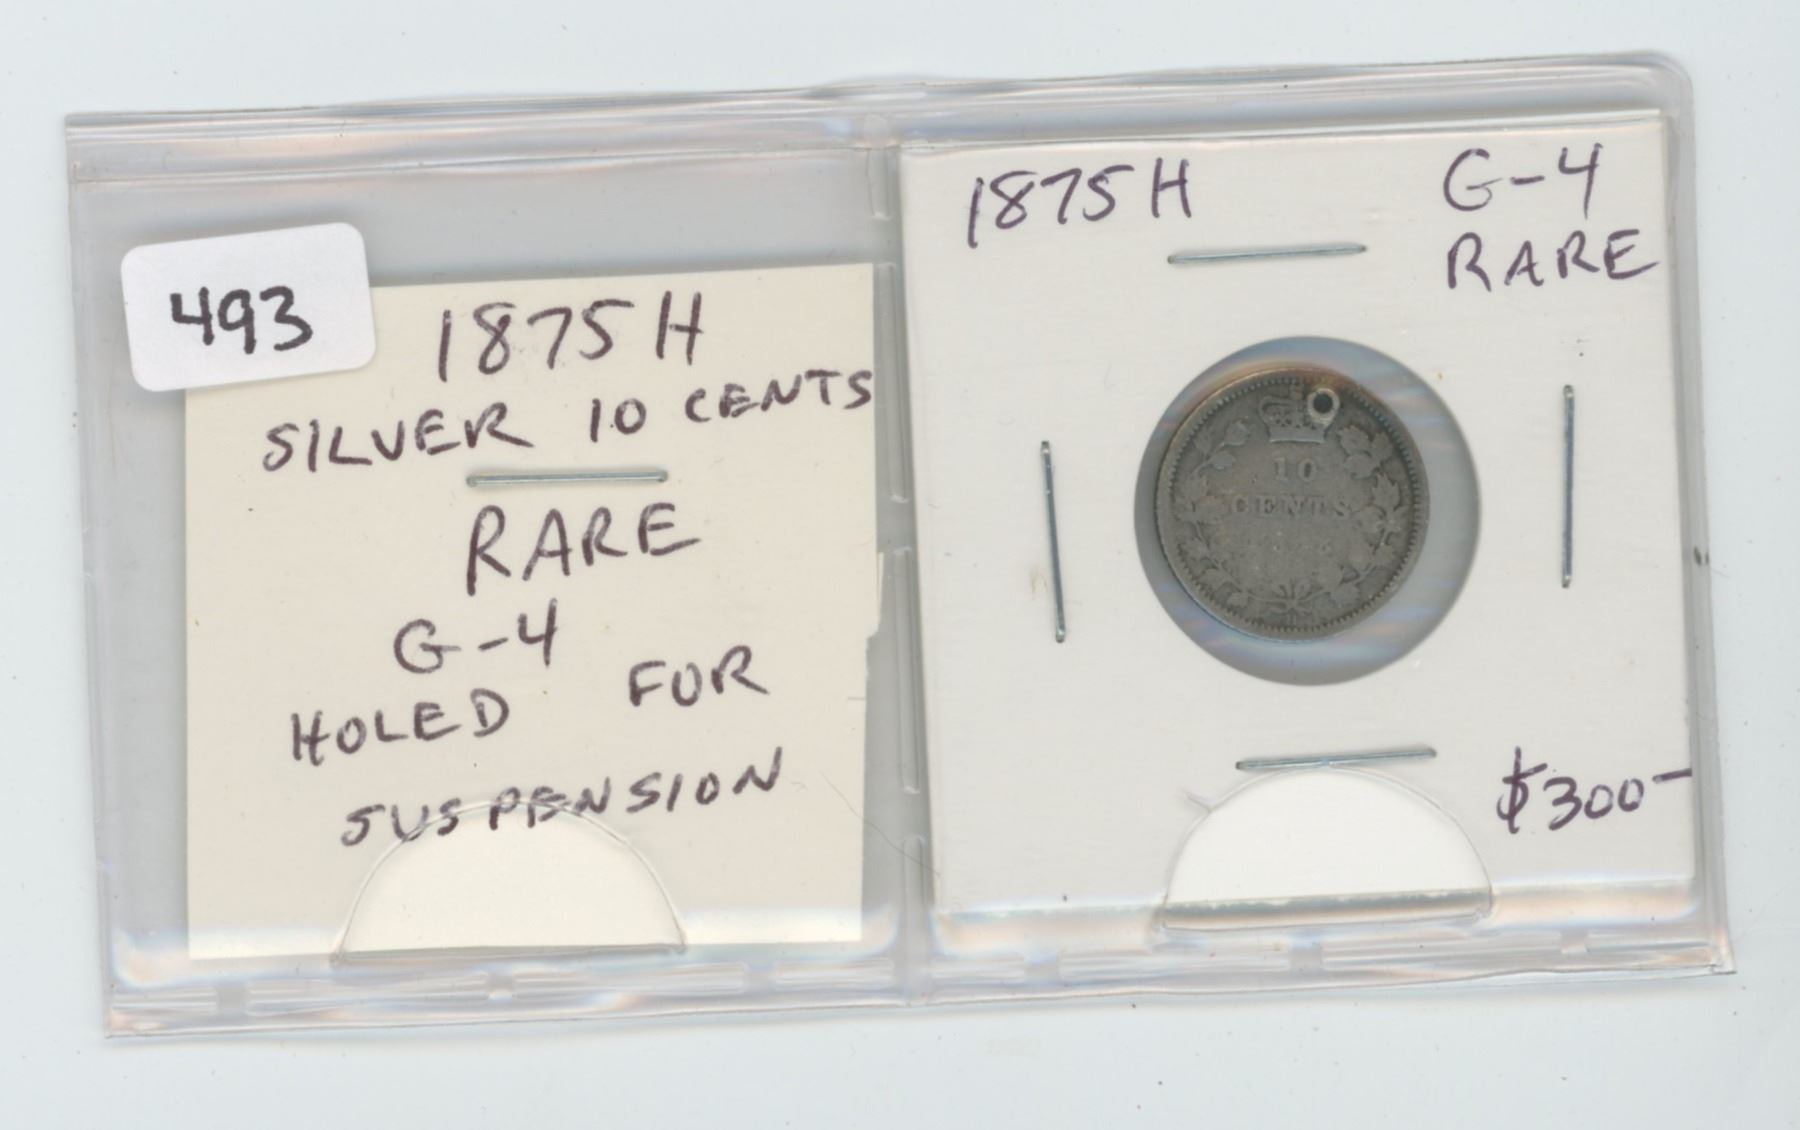 493
1875 H
SILVER 10 CENTS
RARE
G-4
HOLED FOR
SUSPENSION
1875 H
G-4
RARE
10
CENTS
$300-